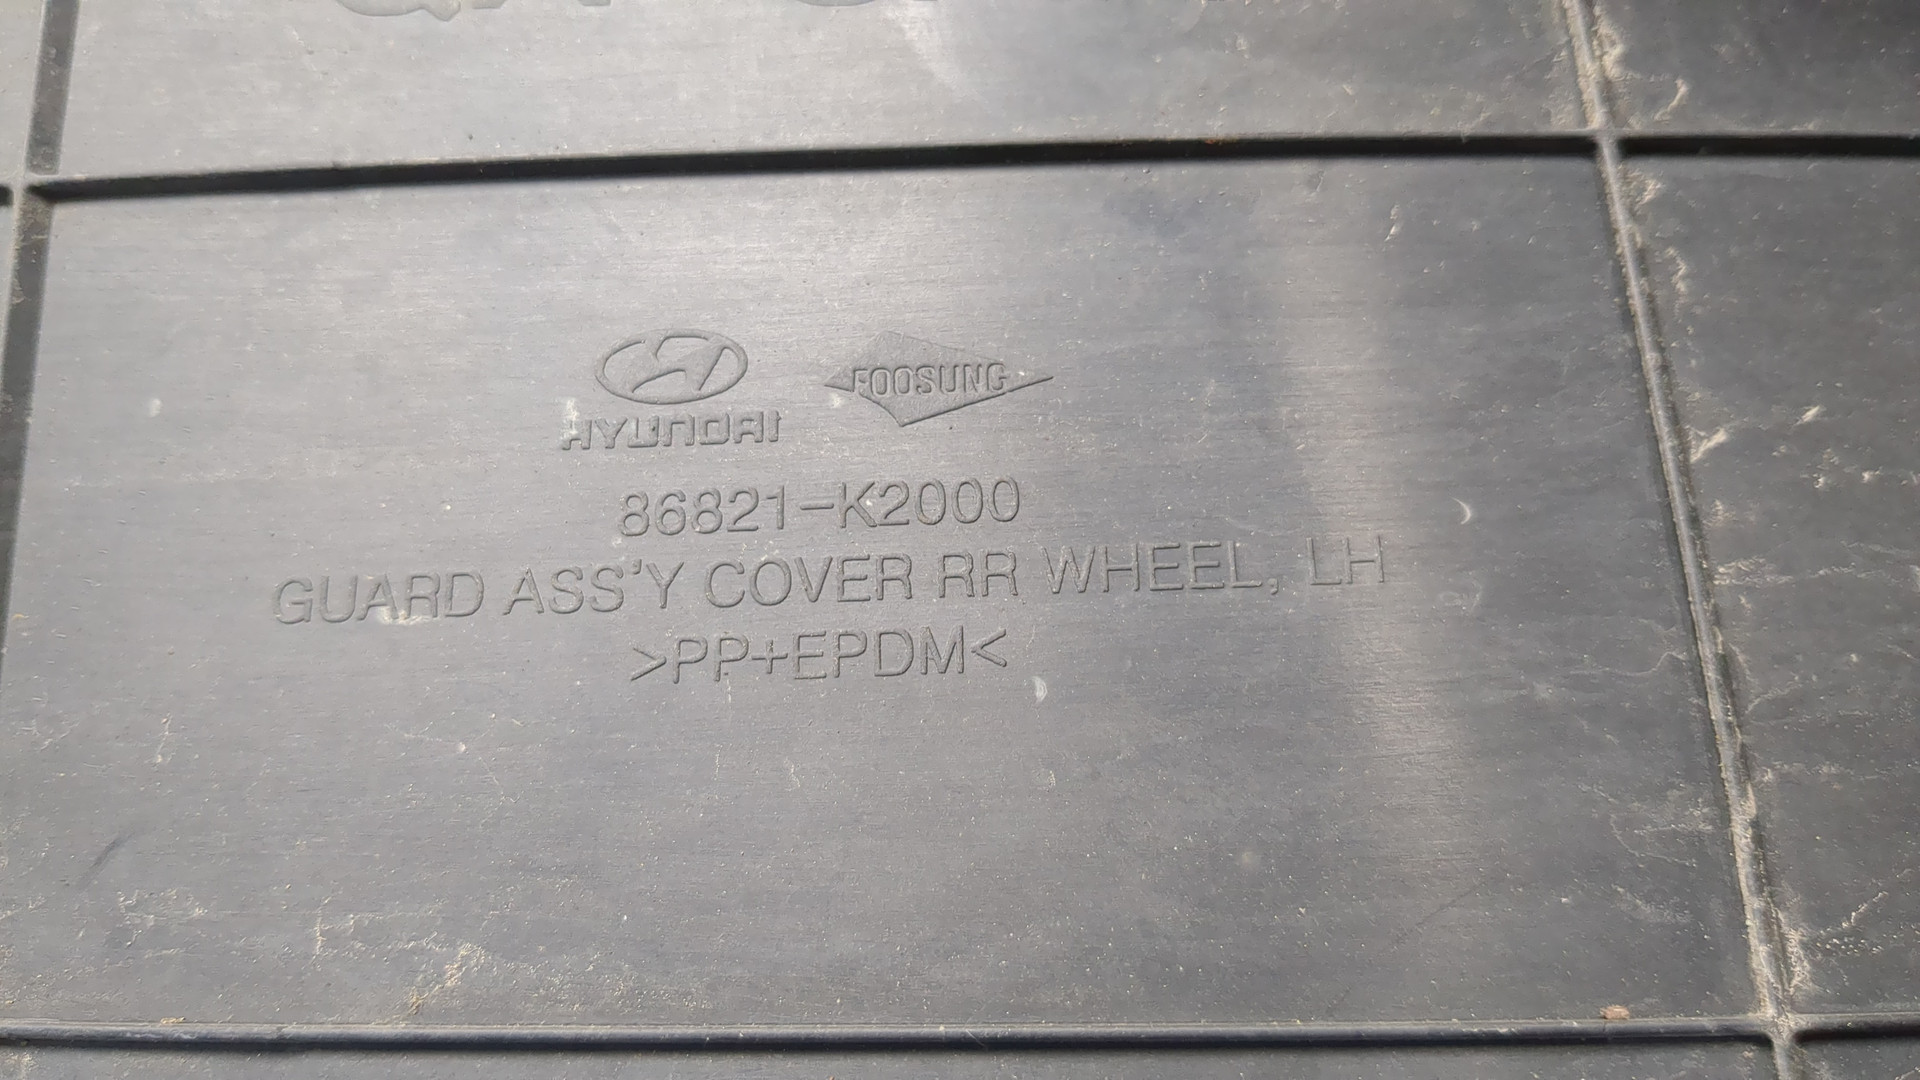 HYUNDAI FOOSUNG
86821-K2000
GUARD ASS'Y COVER RR WHEEL, LH
>PP+EPDM<